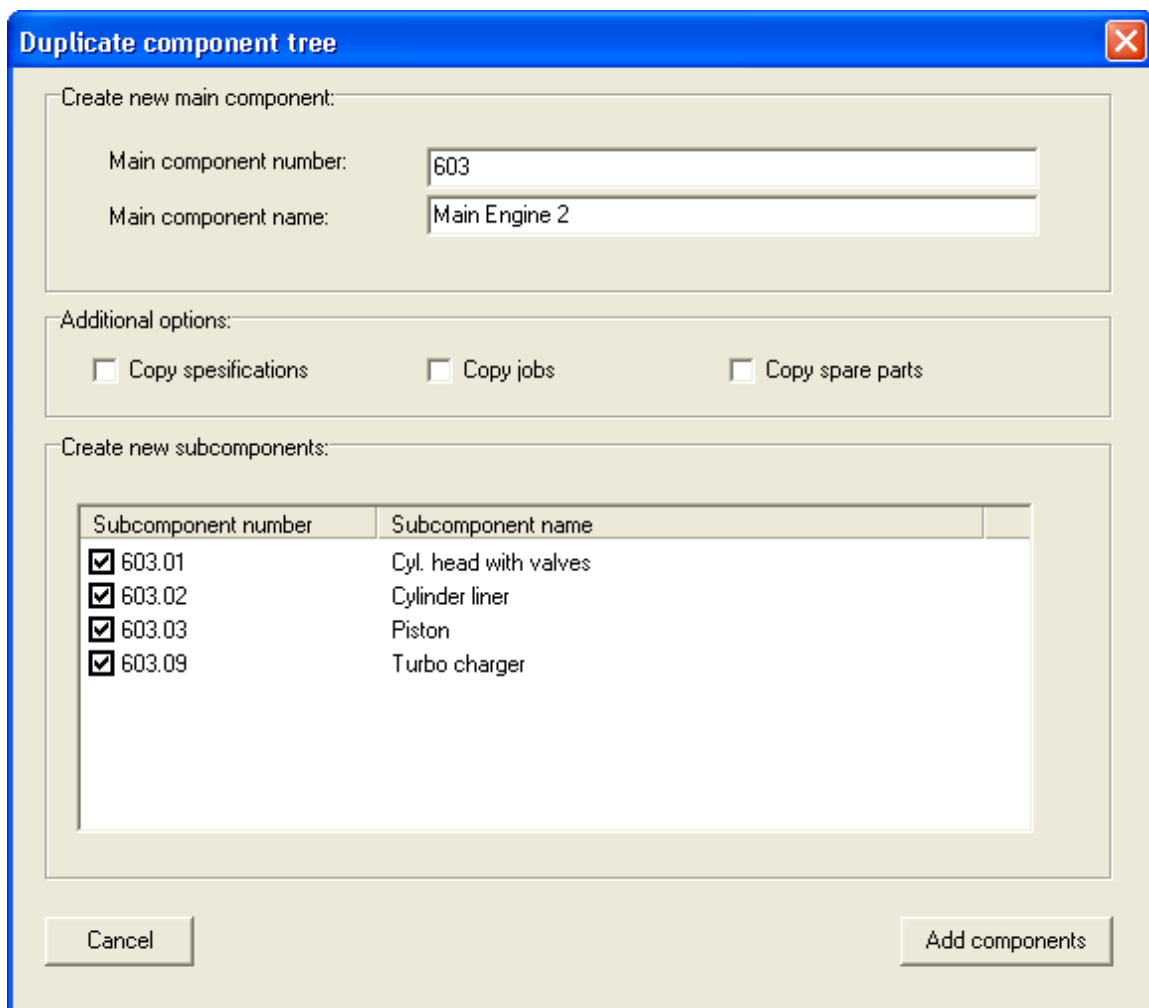 Duplicate component tree
Create new main component:
Main component number: 603
Main component name: Main Engine 2
Additional options:
Copy spesifications Copy jobs Copy spare parts
Create new subcomponents:
Subcomponent number Subcomponent name
603.01 Cyl. head with valves
603.02 Cylinder liner
603.03 Piston
603.09 Turbo charger
Cancel Add components